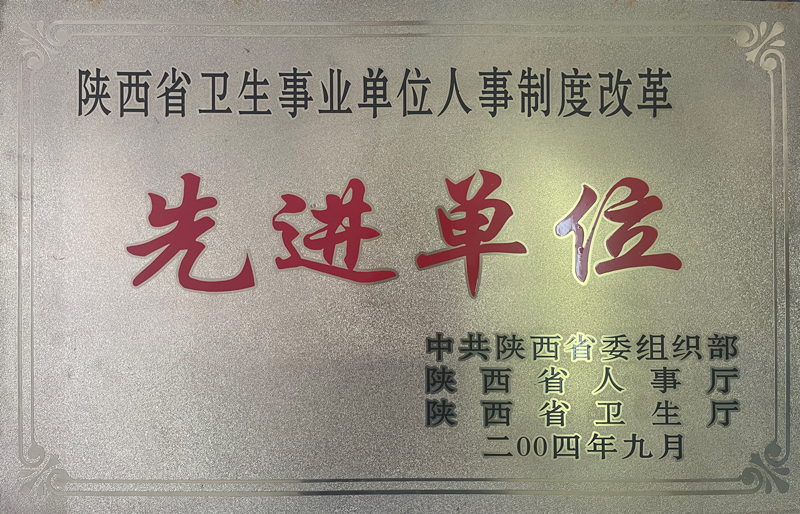 陕西省卫生事业单位人事制度改革
先进单位
中共陕西省委组织部
陕西省人事厅
陕西省卫生厅
二00四年九月